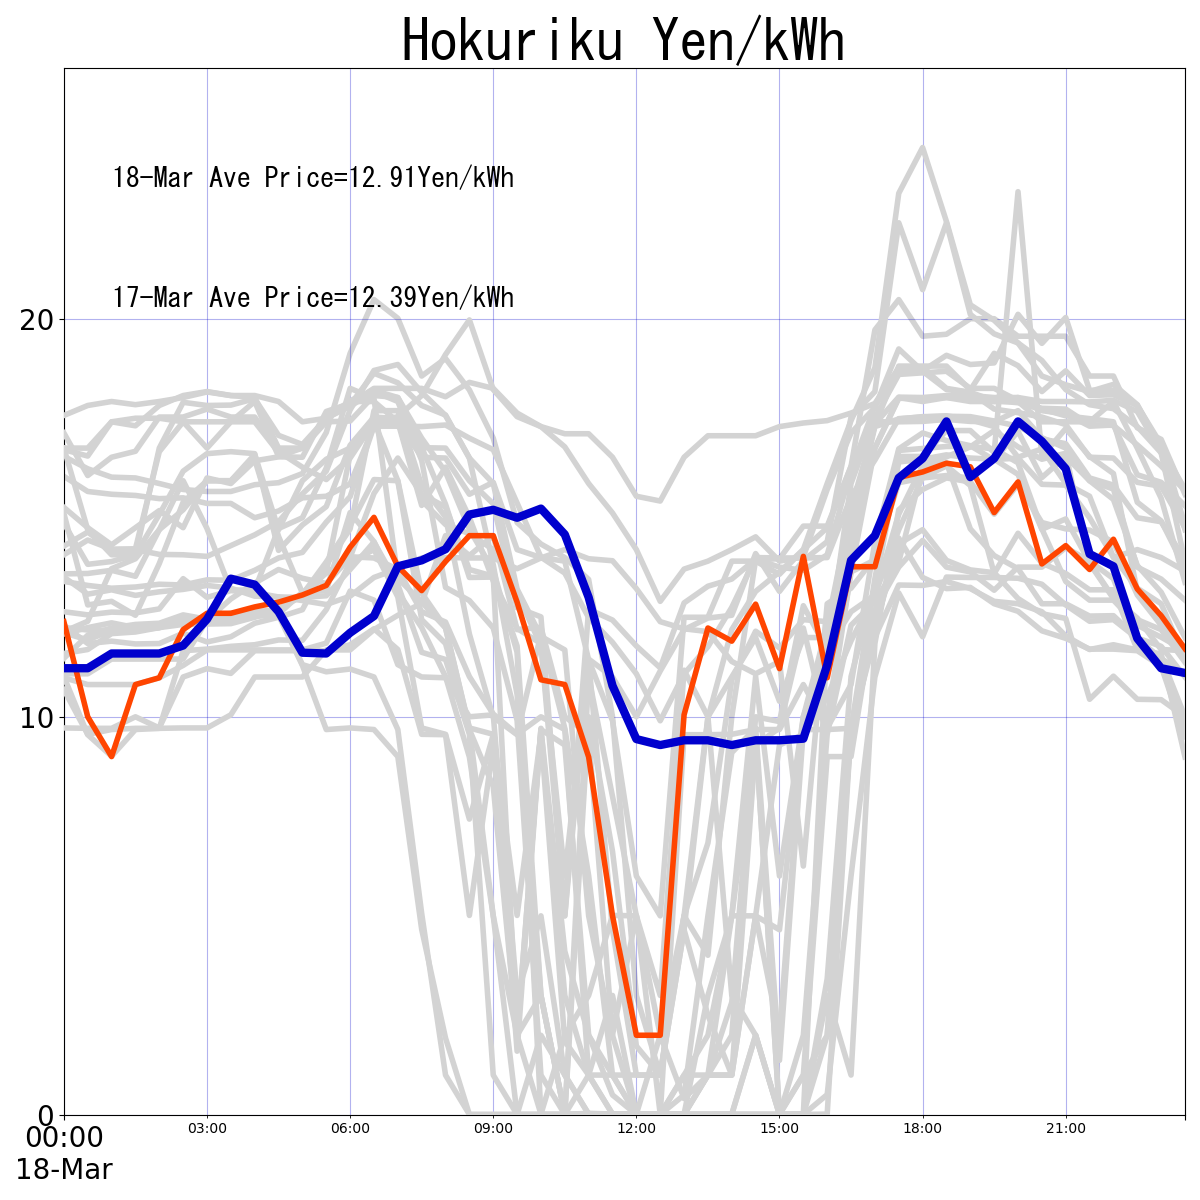 Hokuriku Yen/kWh
18-Mar Ave Price=12.91Yen/kWh
17-Mar Ave Price=12.39Yen/kWh
20
10
0
00:00 03:00 06:00 09:00 12:00 15:00 18:00 21:00
18-Mar